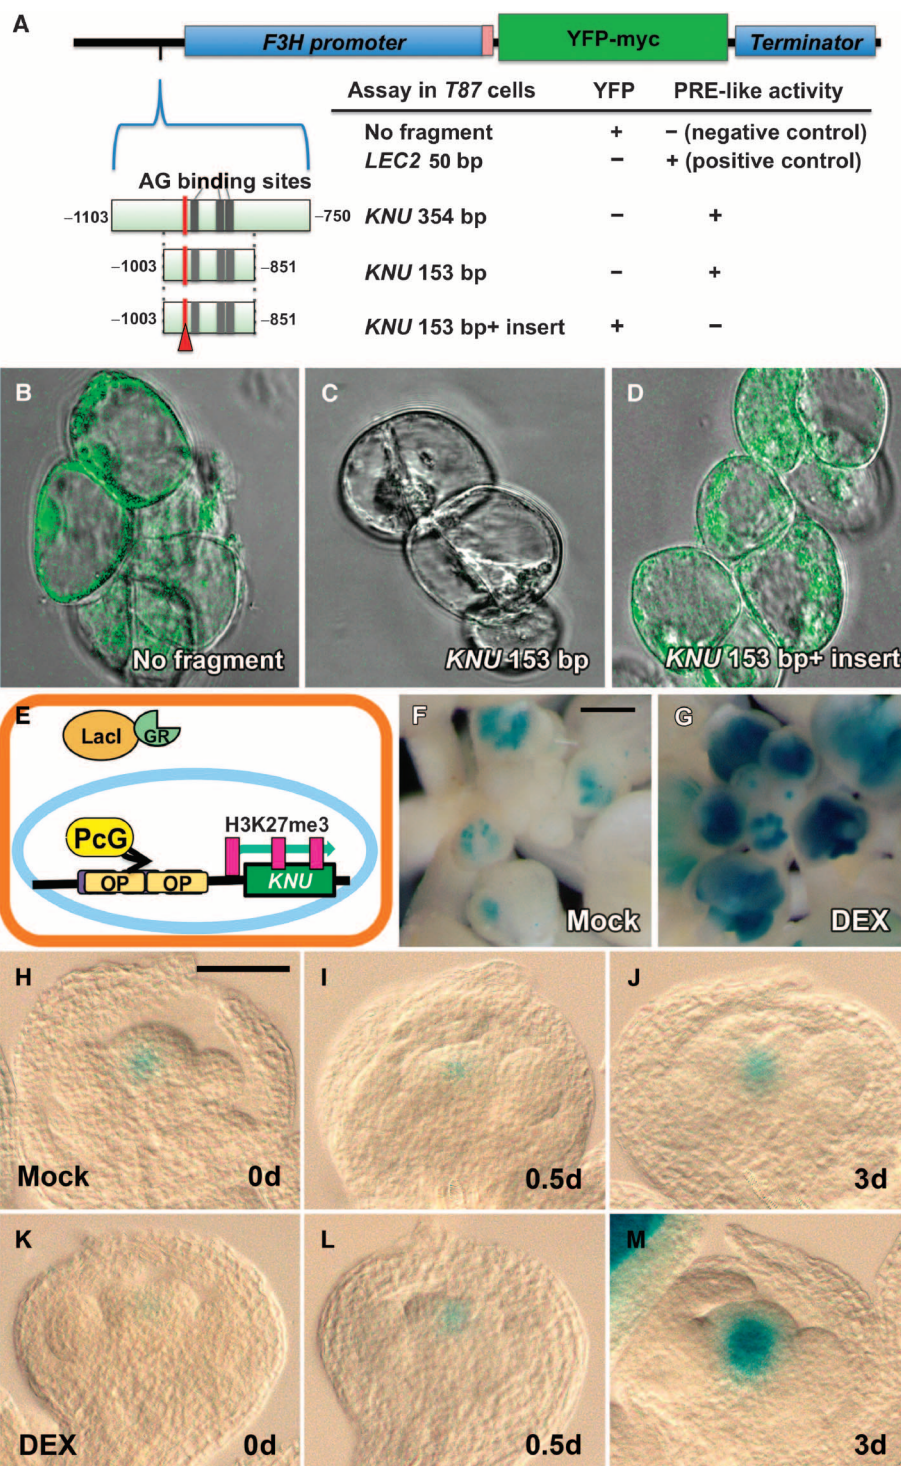 A
F3H promoter
YFP-myc
Terminator
Assay in T87 cells YFP PRE-like activity
No fragment + − (negative control)
LEC2 50 bp − + (positive control)
AG binding sites
−1103 −750
KNU 354 bp − +
−1003 −851
KNU 153 bp − +
−1003 −851
KNU 153 bp+ insert + −
B
No fragment
C
KNU 153 bp
D
KNU 153 bp+ insert
E
LacI
GR
PcG
H3K27me3
OP
OP
KNU
F
Mock
G
DEX
H
Mock 0d
I
0.5d
J
3d
K
DEX 0d
L
0.5d
M
3d